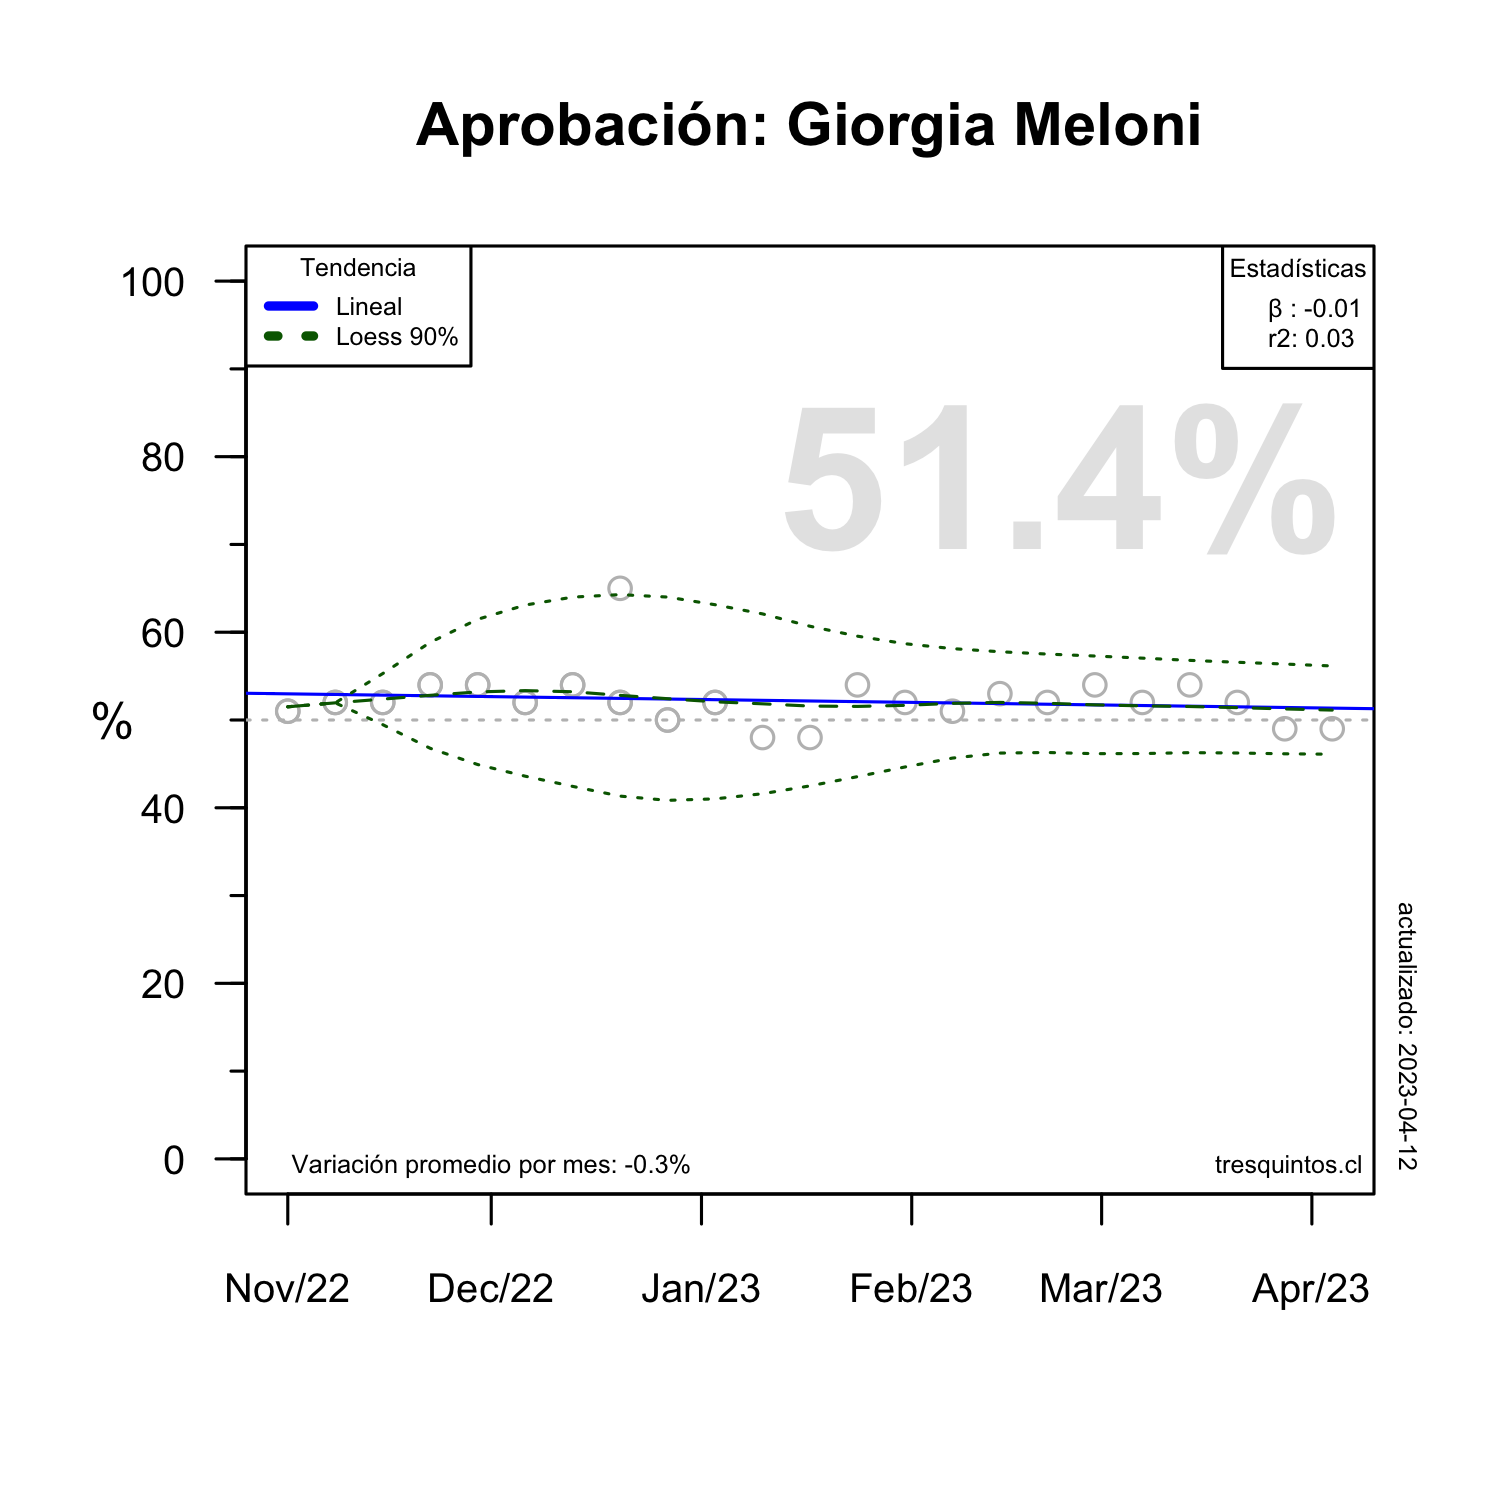 Aprobación: Giorgia Meloni
Tendencia
Lineal
Loess 90%
Estadísticas
β : -0.01
r2: 0.03
51.4%
100
80
60
%
40
20
0
Variación promedio por mes: -0.3%
tresquintos.cl
actualizado: 2023-04-12
Nov/22 Dec/22 Jan/23 Feb/23 Mar/23 Apr/23